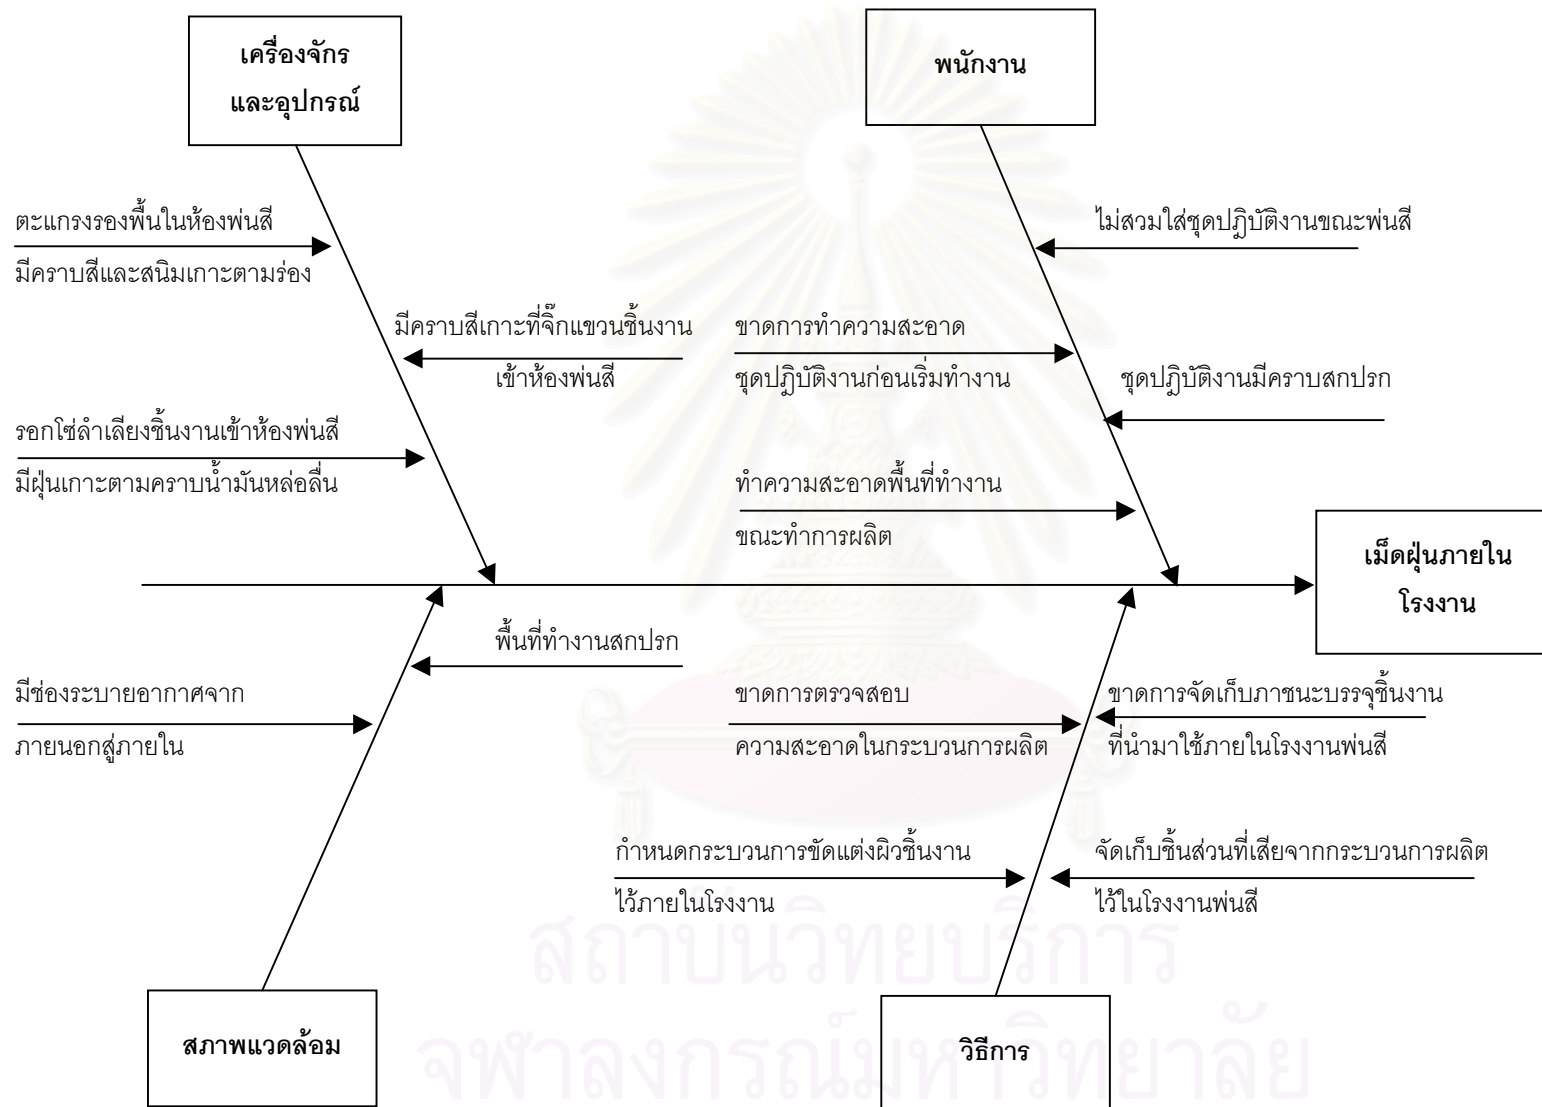 เครื่องจักร
และอุปกรณ์
พนักงาน
ตะแกรงรองพื้นในห้องพ่นสี
มีคราบสีและสนิมเกาะตามร่อง
มีคราบสีเกาะที่จิ๊กแขวนชิ้นงาน
เข้าห้องพ่นสี
รอกโซ่ลำเลียงชิ้นงานเข้าห้องพ่นสี
มีฝุ่นเกาะตามคราบน้ำมันหล่อลื่น
ไม่สวมใส่ชุดปฎิบัติงานขณะพ่นสี
ขาดการทำความสะอาด
ชุดปฎิบัติงานก่อนเริ่มทำงาน
ชุดปฎิบัติงานมีคราบสกปรก
ทำความสะอาดพื้นที่ทำงาน
ขณะทำการผลิต
เม็ดฝุ่นภายใน
โรงงาน
พื้นที่ทำงานสกปรก
มีช่องระบายอากาศจาก
ภายนอกสู่ภายใน
ขาดการตรวจสอบ
ความสะอาดในกระบวนการผลิต
ขาดการจัดเก็บภาชนะบรรจุชิ้นงาน
ที่นำมาใช้ภายในโรงงานพ่นสี
กำหนดกระบวนการขัดแต่งผิวชิ้นงาน
ไว้ภายในโรงงาน
จัดเก็บชิ้นส่วนที่เสียจากกระบวนการผลิต
ไว้ในโรงงานพ่นสี
สภาพแวดล้อม
วิธีการ
สถาบันวิทยบริการ
จุฬาลงกรณ์มหาวิทยาลัย